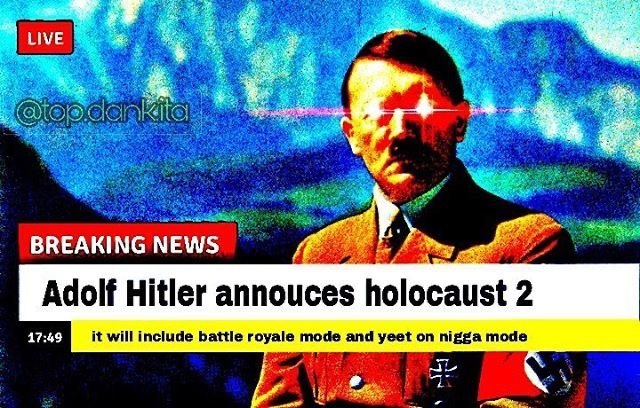 LIVE
@top.dankita
BREAKING NEWS
Adolf Hitler annouces holocaust 2
17:49 it will include battle royale mode and yeet on nigga mode